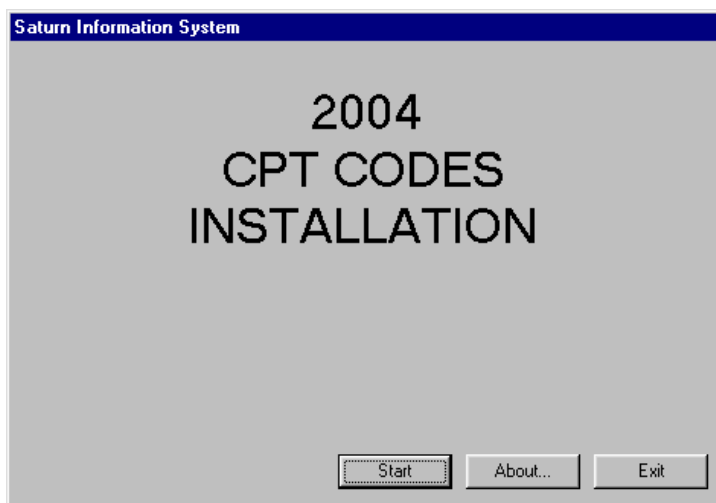 Saturn Information System
2004
CPT CODES
INSTALLATION
Start About... Exit